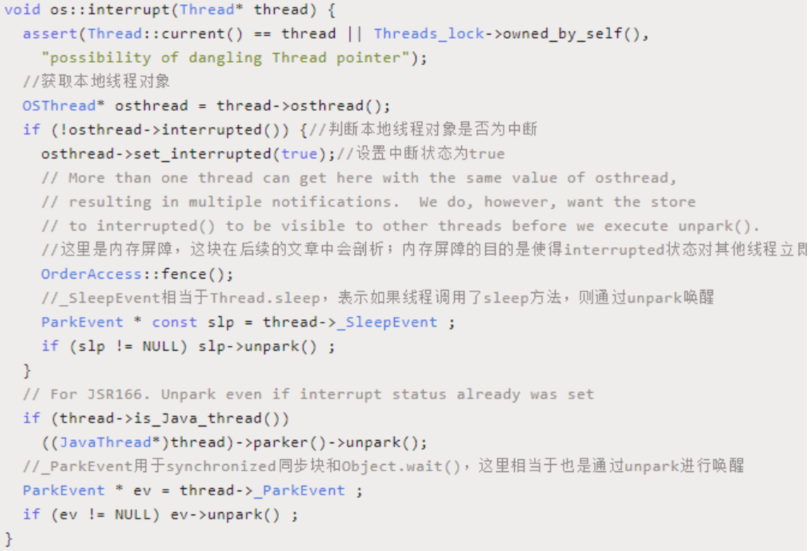 void os::interrupt(Thread* thread) {
  assert(Thread::current() == thread || Threads_lock->owned_by_self(),
    "possibility of dangling Thread pointer");
  //获取本地线程对象
  OSThread* osthread = thread->osthread();
  if (!osthread->interrupted()) {//判断本地线程对象是否为中断
    osthread->set_interrupted(true);//设置中断状态为true
    // More than one thread can get here with the same value of osthread,
    // resulting in multiple notifications.  We do, however, want the store
    // to interrupted() to be visible to other threads before we execute unpark().
    //这里是内存屏障，这块在后续的文章中会剖析；内存屏障的目的是使得interrupted状态对其他线程立即
    OrderAccess::fence();
    //_SleepEvent相当于Thread.sleep，表示如果线程调用了sleep方法，则通过unpark唤醒
    ParkEvent * const slp = thread->_SleepEvent ;
    if (slp != NULL) slp->unpark() ;
  }
  // For JSR166. Unpark even if interrupt status already was set
  if (thread->is_Java_thread())
    ((JavaThread*)thread)->parker()->unpark();
  //_ParkEvent用于synchronized同步块和Object.wait()，这里相当于也是通过unpark进行唤醒
  ParkEvent * ev = thread->_ParkEvent ;
  if (ev != NULL) ev->unpark() ;
}